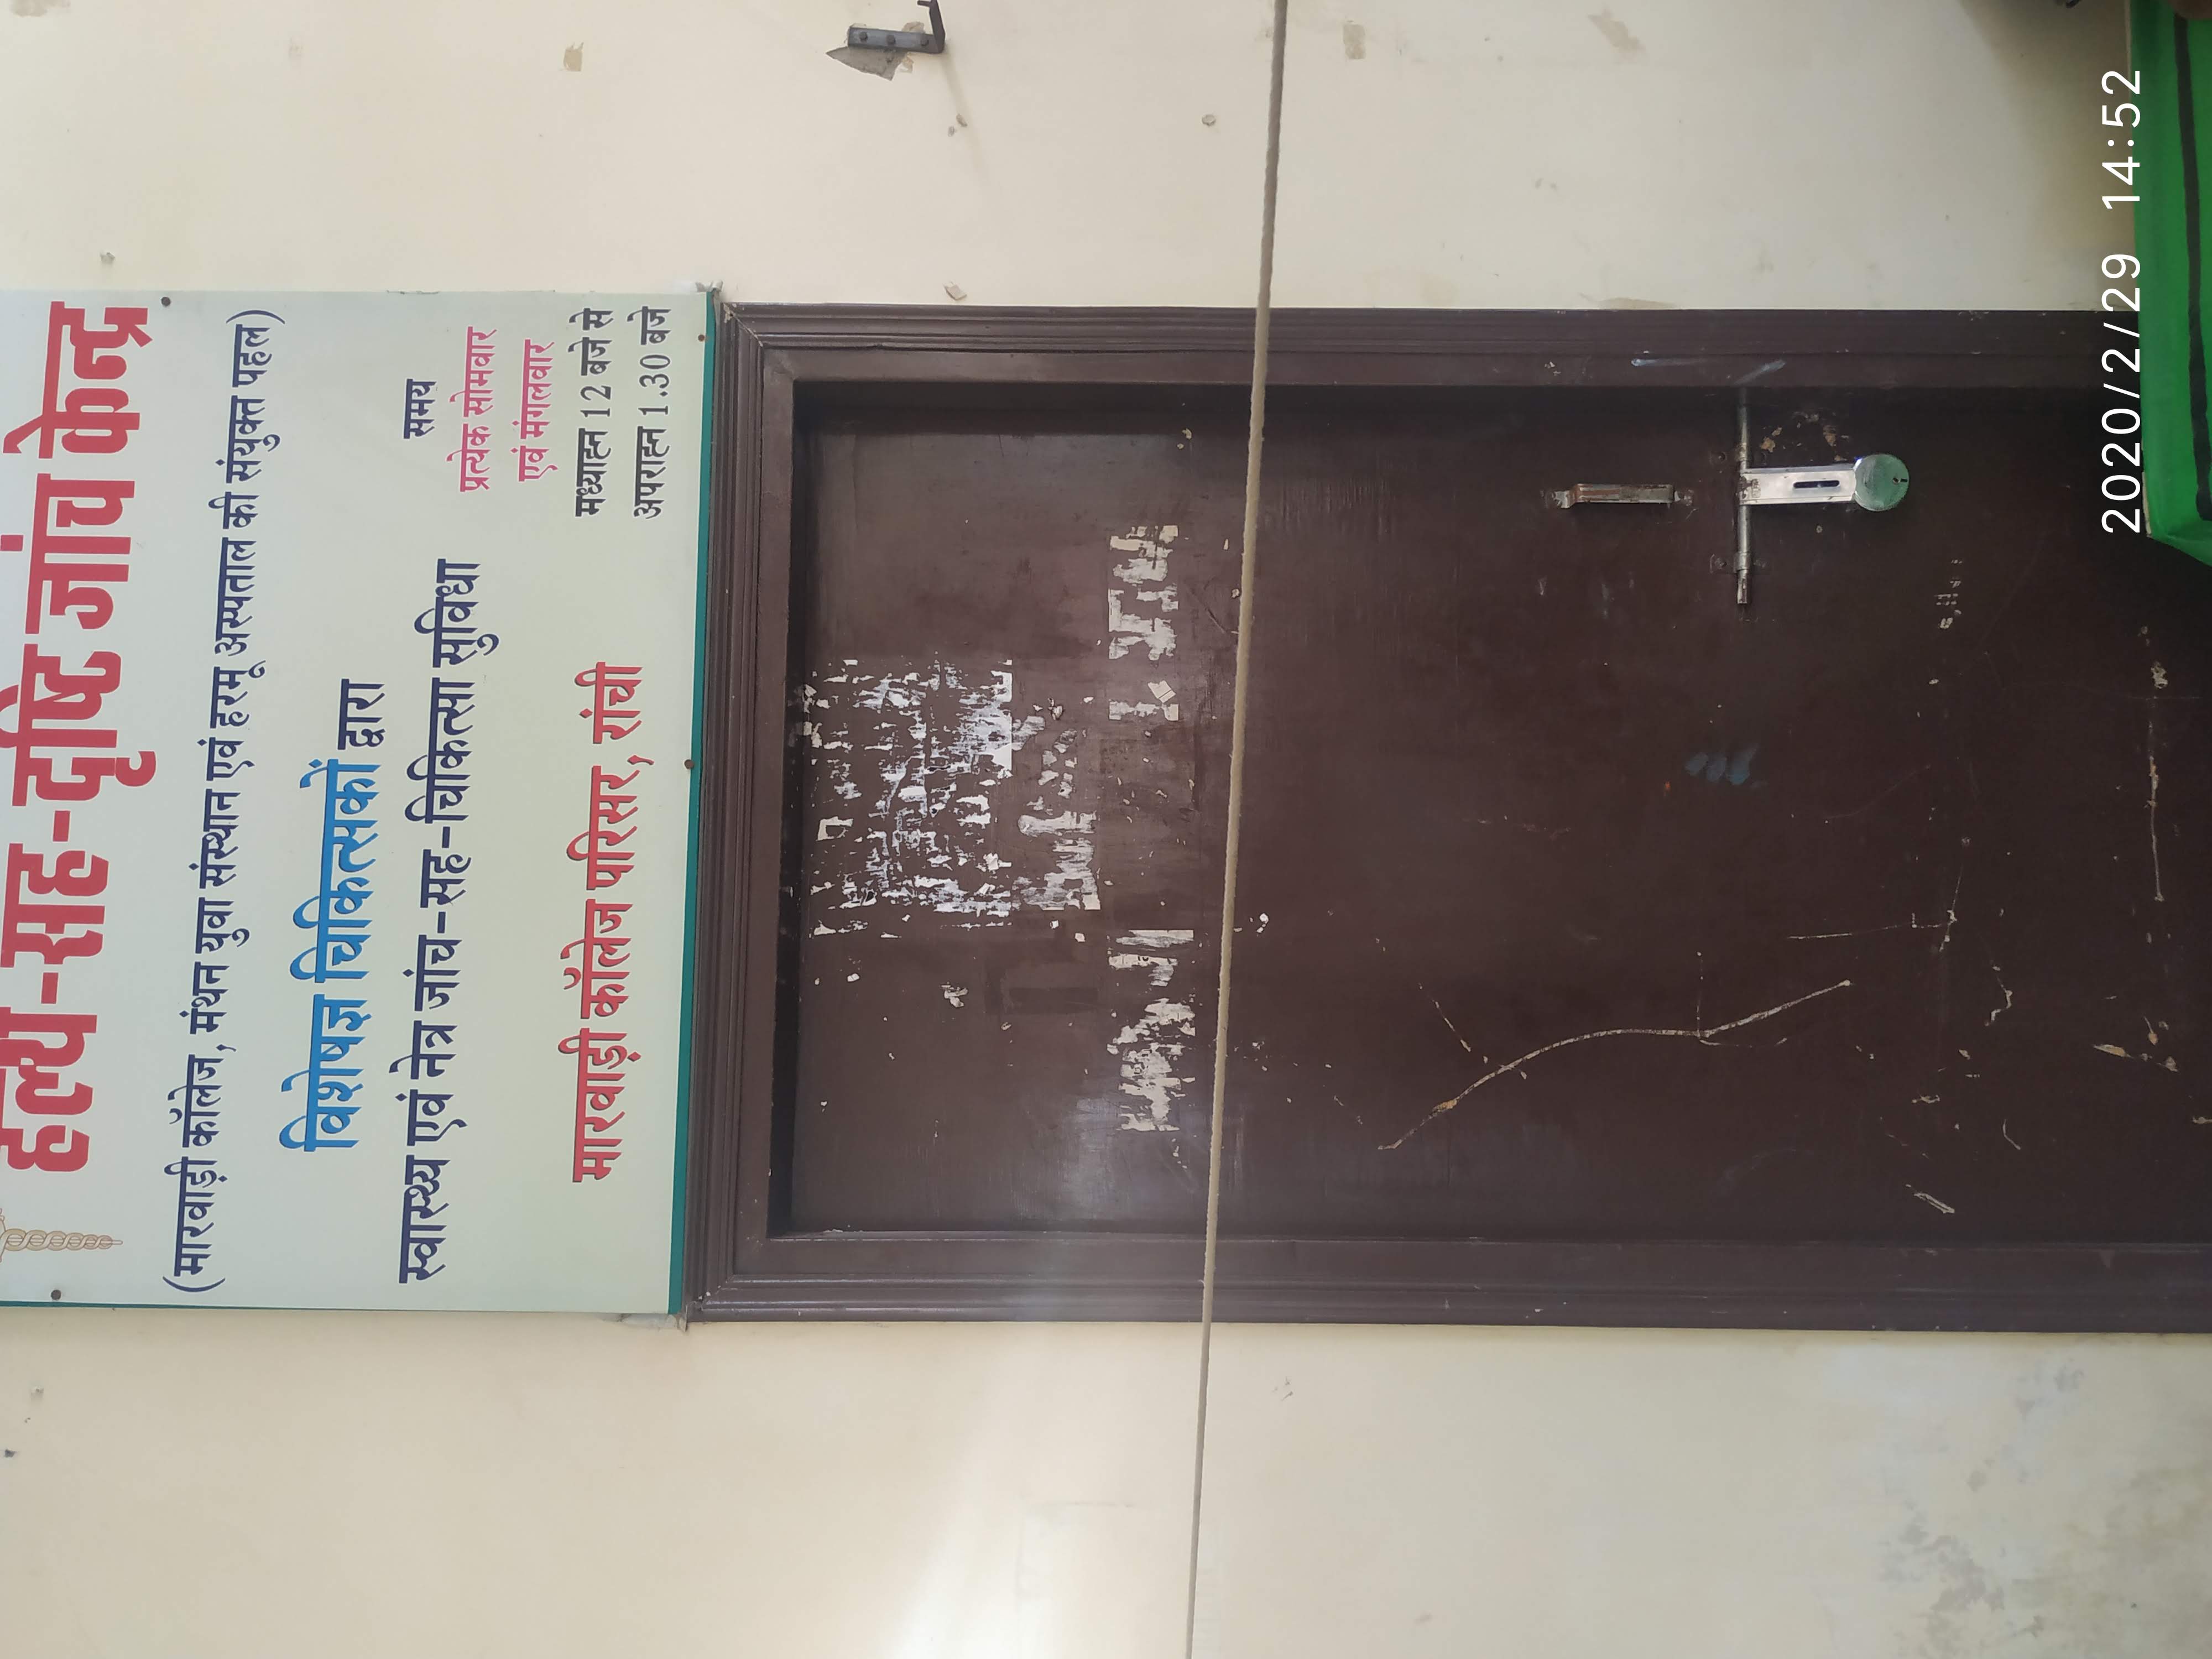 हेल्थ-सह-दृष्टि जांच केन्द्र
(मारवाड़ी कॉलेज, मंथन युवा संस्थान एवं हरमू अस्पताल की संयुक्त पहल)
विशेषज्ञ चिकित्सकों द्वारा
स्वास्थ्य एवं नेत्र जांच-सह-चिकित्सा सुविधा
मारवाड़ी कॉलेज परिसर, रांची
समय
प्रत्येक सोमवार
एवं मंगलवार
मध्याह्न 12 बजे से
अपराह्न 1.30 बजे
2020/2/29 14:52